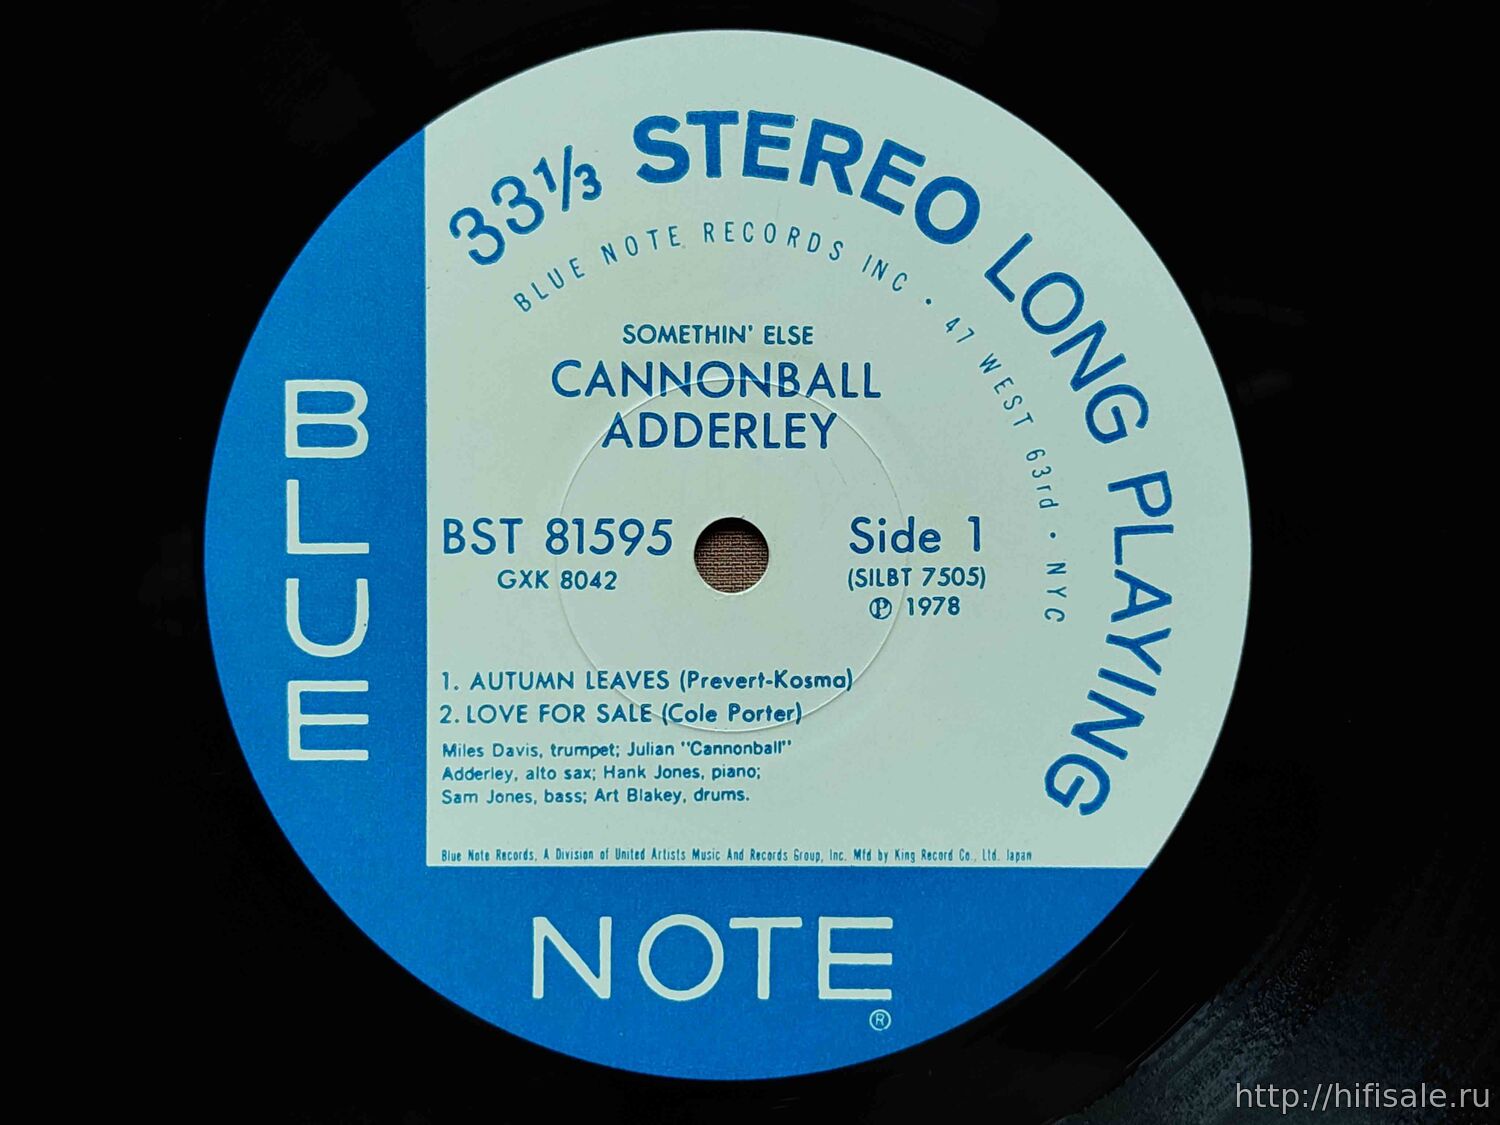 33⅓ STEREO LONG PLAYING
BLUE NOTE RECORDS INC · 47 WEST 63rd · NYC
SOMETHIN' ELSE
CANNONBALL
ADDERLEY
BST 81595
GXK 8042
Side 1
(SILBT 7505)
℗ 1978
1. AUTUMN LEAVES (Prevert-Kosma)
2. LOVE FOR SALE (Cole Porter)
Miles Davis, trumpet; Julian "Cannonball"
Adderley, alto sax; Hank Jones, piano;
Sam Jones, bass; Art Blakey, drums.
Blue Note Records, A Division of United Artists Music And Records Group, Inc. Mfd by King Record Co., Ltd. Japan
BLUE
NOTE
®
http://hifisale.ru